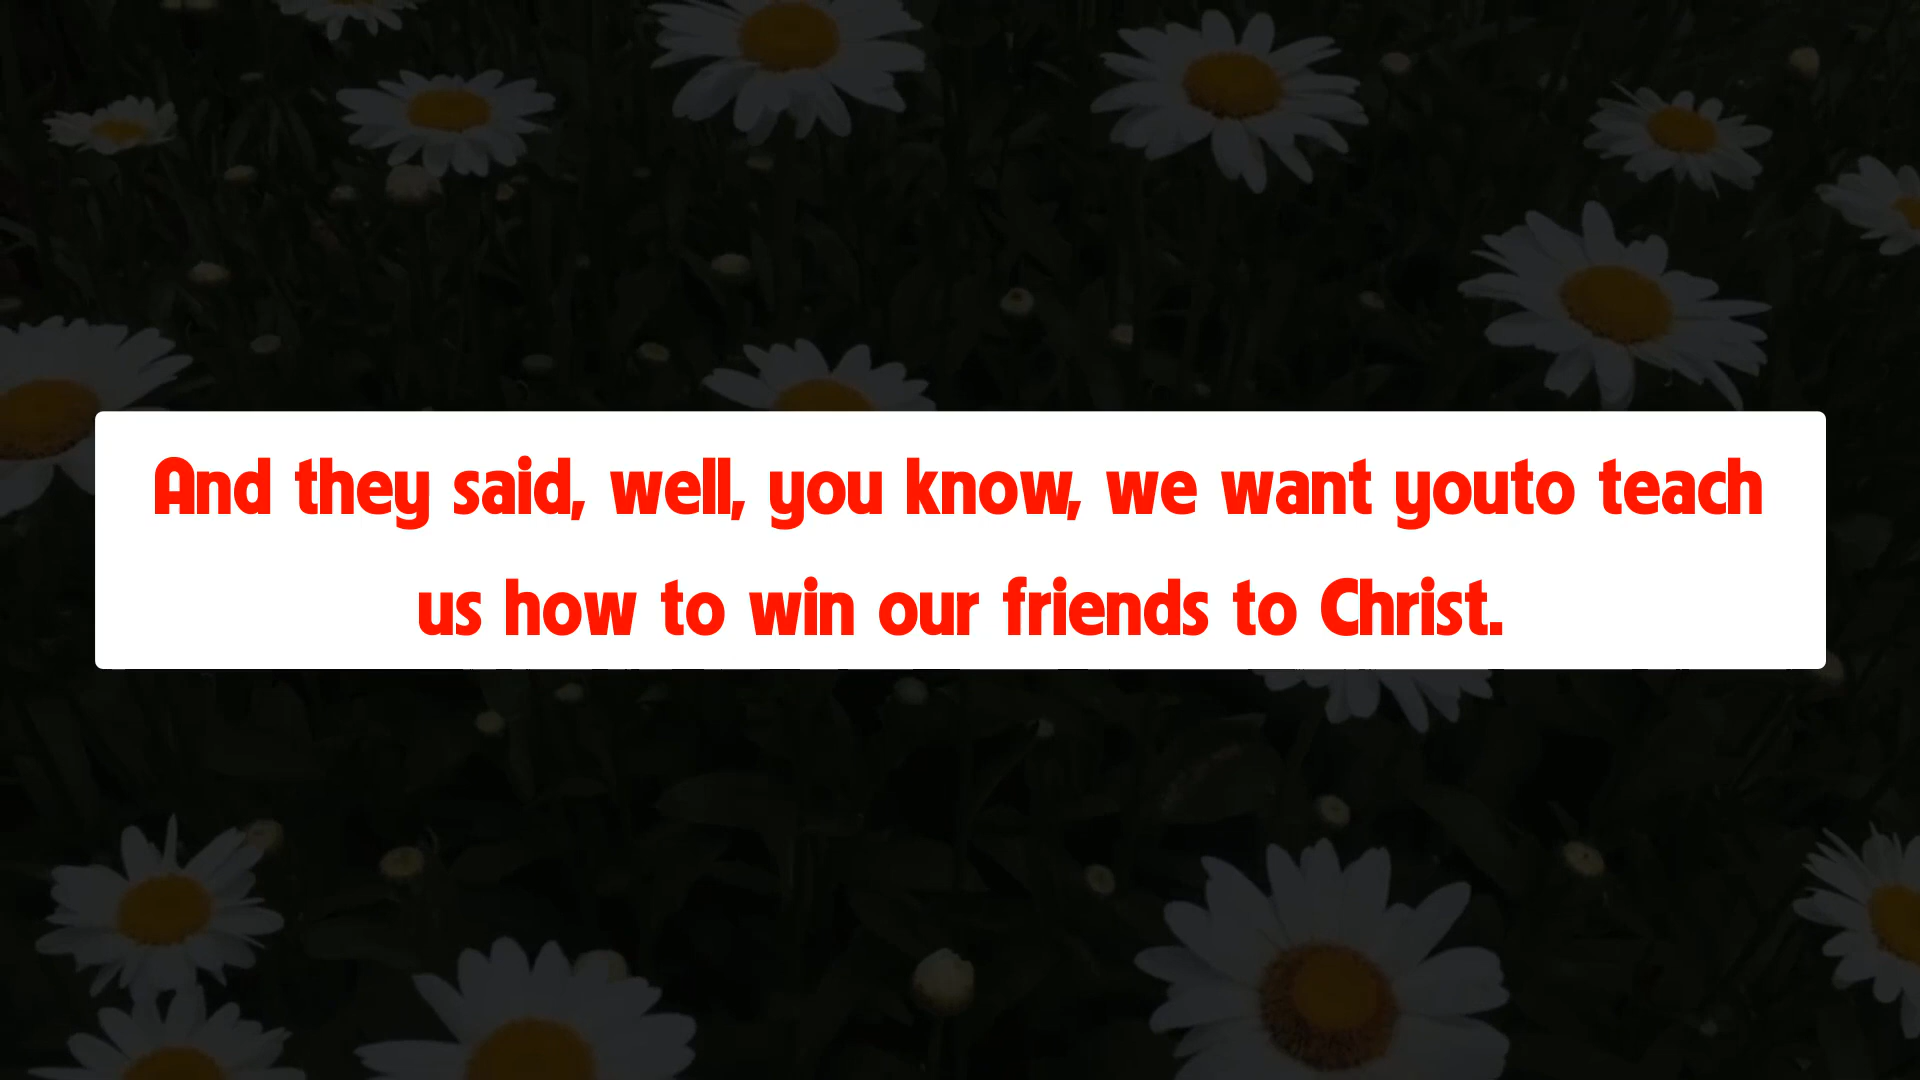 And they said, well, you know, we want youto teach
us how to win our friends to Christ.